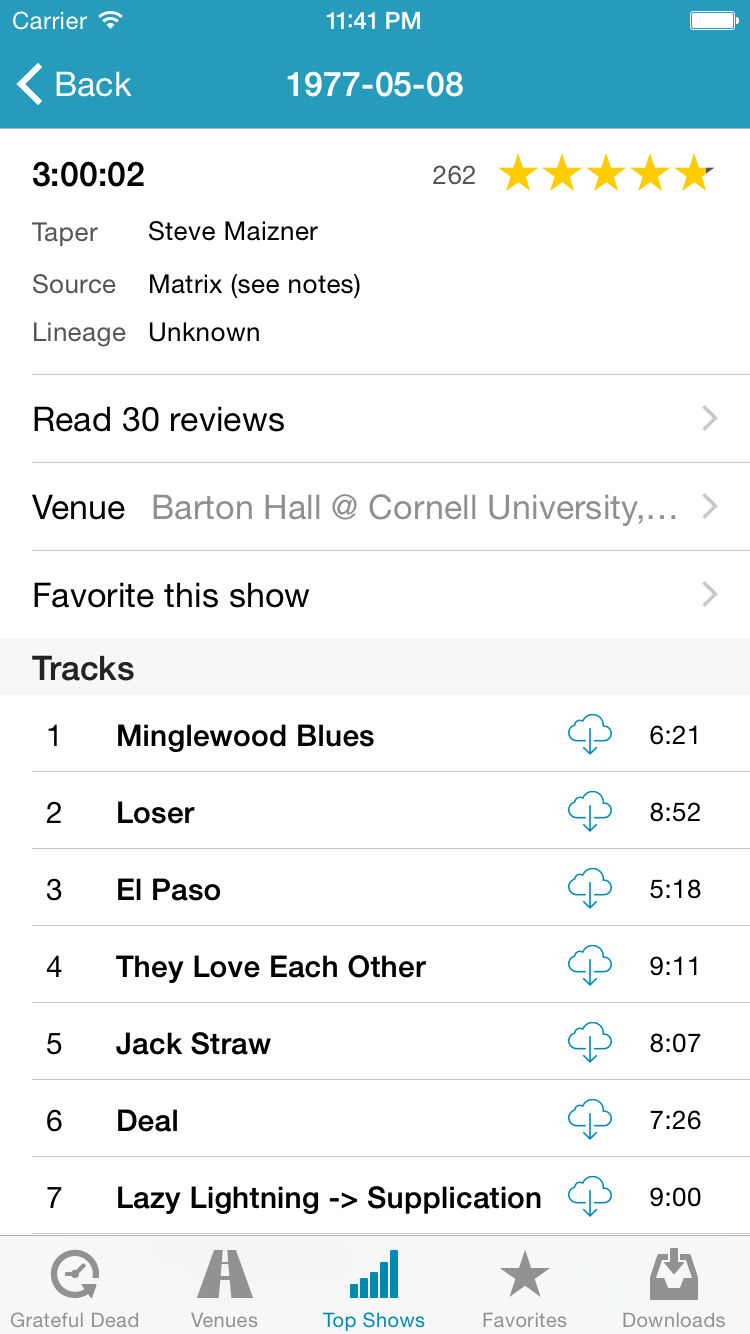 Carrier 11:41 PM
Back 1977-05-08
3:00:02 262
Taper Steve Maizner
Source Matrix (see notes)
Lineage Unknown
Read 30 reviews
Venue Barton Hall @ Cornell University,...
Favorite this show
Tracks
1 Minglewood Blues 6:21
2 Loser 8:52
3 El Paso 5:18
4 They Love Each Other 9:11
5 Jack Straw 8:07
6 Deal 7:26
7 Lazy Lightning -> Supplication 9:00
Grateful Dead Venues Top Shows Favorites Downloads